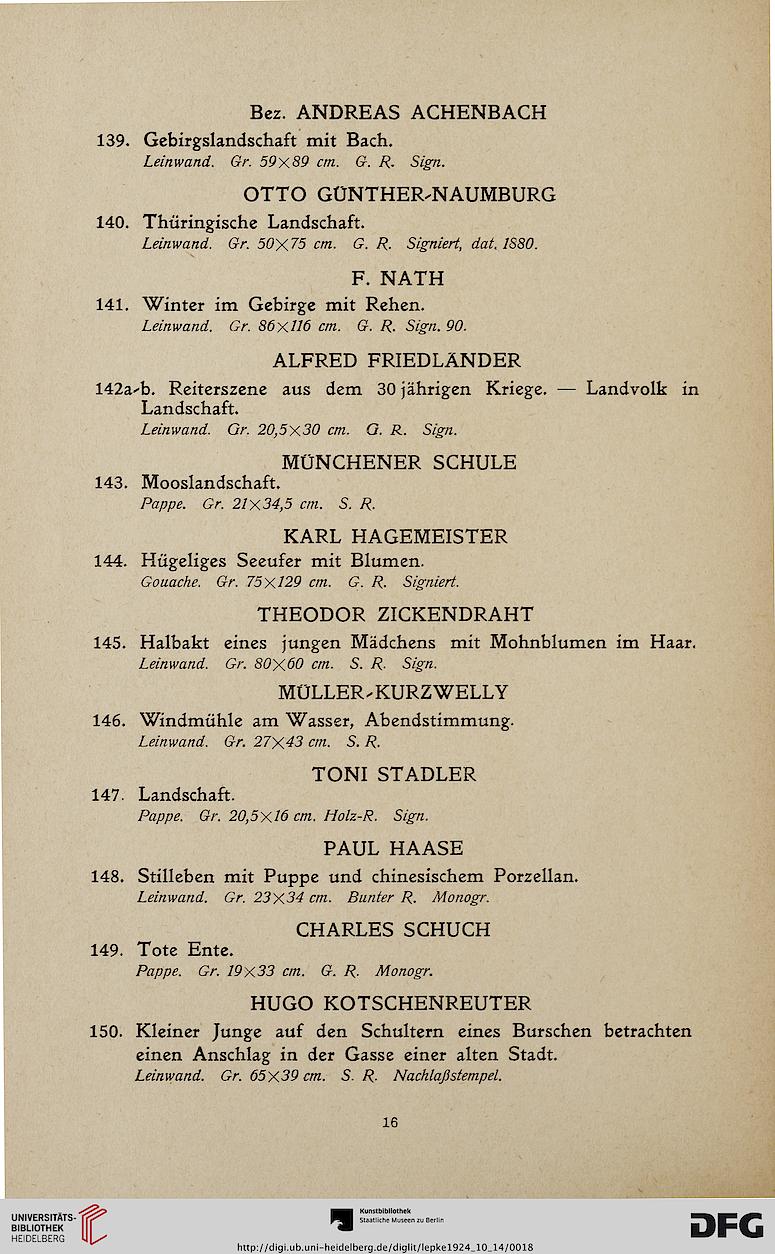 Bez. ANDREAS ACHENBACH
139. Gebirgslandschaft mit Bach.
Leinwand. Gr. 59×89 cm. G. R. Sign.
OTTO GÜNTHER-NAUMBURG
140. Thüringische Landschaft.
Leinwand. Gr. 50×75 cm. G. R. Signiert, dat. 1880.
F. NATH
141. Winter im Gebirge mit Rehen.
Leinwand. Gr. 86×116 cm. G. R. Sign. 90.
ALFRED FRIEDLÄNDER
142a-b. Reiterszene aus dem 30 jährigen Kriege. — Landvolk in
Landschaft.
Leinwand. Gr. 20,5×30 cm. G. R. Sign.
MÜNCHENER SCHULE
143. Mooslandschaft.
Pappe. Gr. 21×34,5 cm. S. R.
KARL HAGEMEISTER
144. Hügeliges Seeufer mit Blumen.
Gouache. Gr. 75×129 cm. G. R. Signiert.
THEODOR ZICKENDRAHT
145. Halbakt eines jungen Mädchens mit Mohnblumen im Haar.
Leinwand. Gr. 80×60 cm. S. R. Sign.
MÜLLER-KURZWELLY
146. Windmühle am Wasser, Abendstimmung.
Leinwand. Gr. 27×43 cm. S. R.
TONI STADLER
147. Landschaft.
Pappe. Gr. 20,5×16 cm. Holz-R. Sign.
PAUL HAASE
148. Stilleben mit Puppe und chinesischem Porzellan.
Leinwand. Gr. 23×34 cm. Bunter R. Monogr.
CHARLES SCHUCH
149. Tote Ente.
Pappe. Gr. 19×33 cm. G. R. Monogr.
HUGO KOTSCHENREUTER
150. Kleiner Junge auf den Schultern eines Burschen betrachten
einen Anschlag in der Gasse einer alten Stadt.
Leinwand. Gr. 65×39 cm. S. R. Nachlaßstempel.
16
UNIVERSITÄTS-
BIBLIOTHEK
HEIDELBERG
Kunstbibliothek
Staatliche Museen zu Berlin
DFG
http://digi.ub.uni-heidelberg.de/diglit/lepke1924_10_14/0018